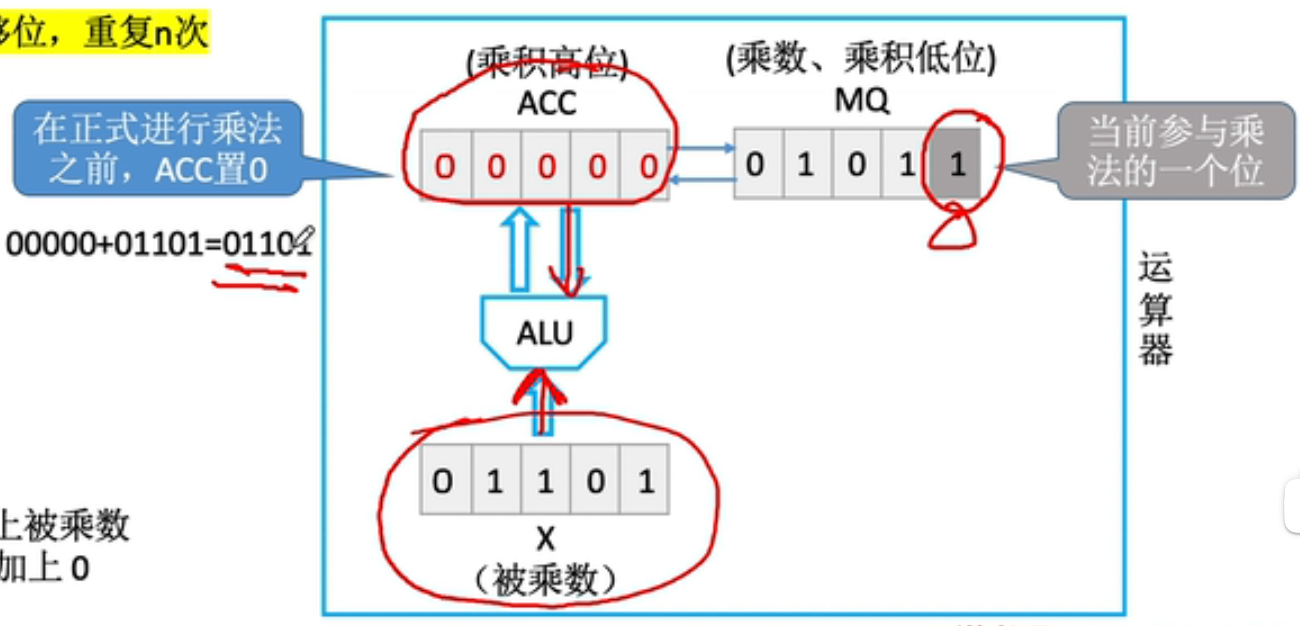 移位，重复n次
(乘积高位)
ACC
(乘数、乘积低位)
MQ
在正式进行乘法
之前，ACC置0
0 0 0 0 0
0 1 0 1 1
当前参与乘
法的一个位
00000+01101=01101
运
算
器
ALU
0 1 1 0 1
X
（被乘数）
上被乘数
加上 0